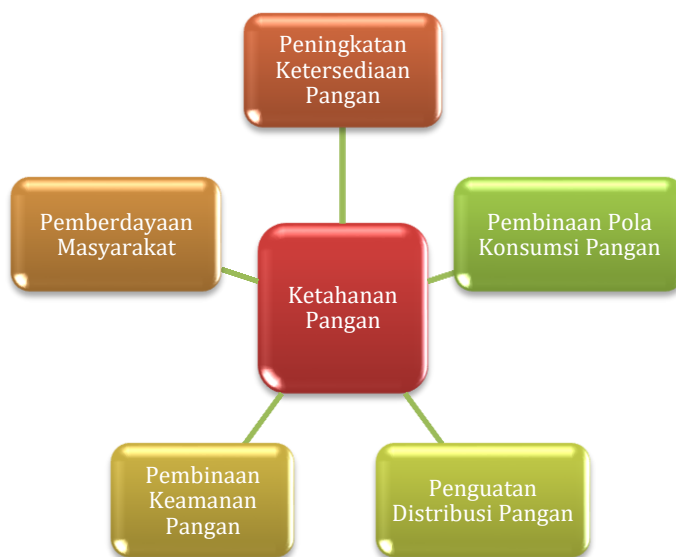 Peningkatan
Ketersediaan
Pangan
Pemberdayaan
Masyarakat
Pembinaan Pola
Konsumsi Pangan
Ketahanan
Pangan
Pembinaan
Keamanan
Pangan
Penguatan
Distribusi Pangan